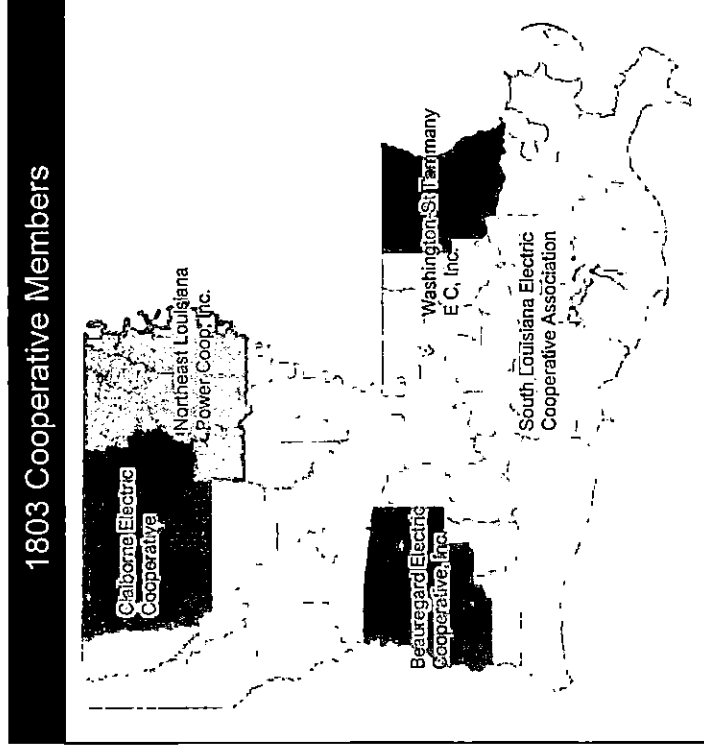 1803 Cooperative Members
Claiborne Electric
Cooperative
Northeast Louisiana
Power Coop. Inc.
Washington-St Tammany
E C, Inc.
Beauregard Electric
Cooperative, Inc.
South Louisiana Electric
Cooperative Association